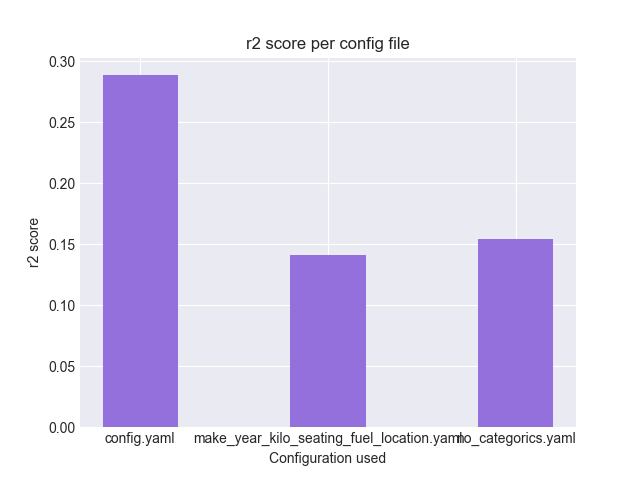 r2 score per config file
r2 score
0.30
0.25
0.20
0.15
0.10
0.05
0.00
config.yaml
make_year_kilo_seating_fuel_location.yaml
no_categorics.yaml
Configuration used